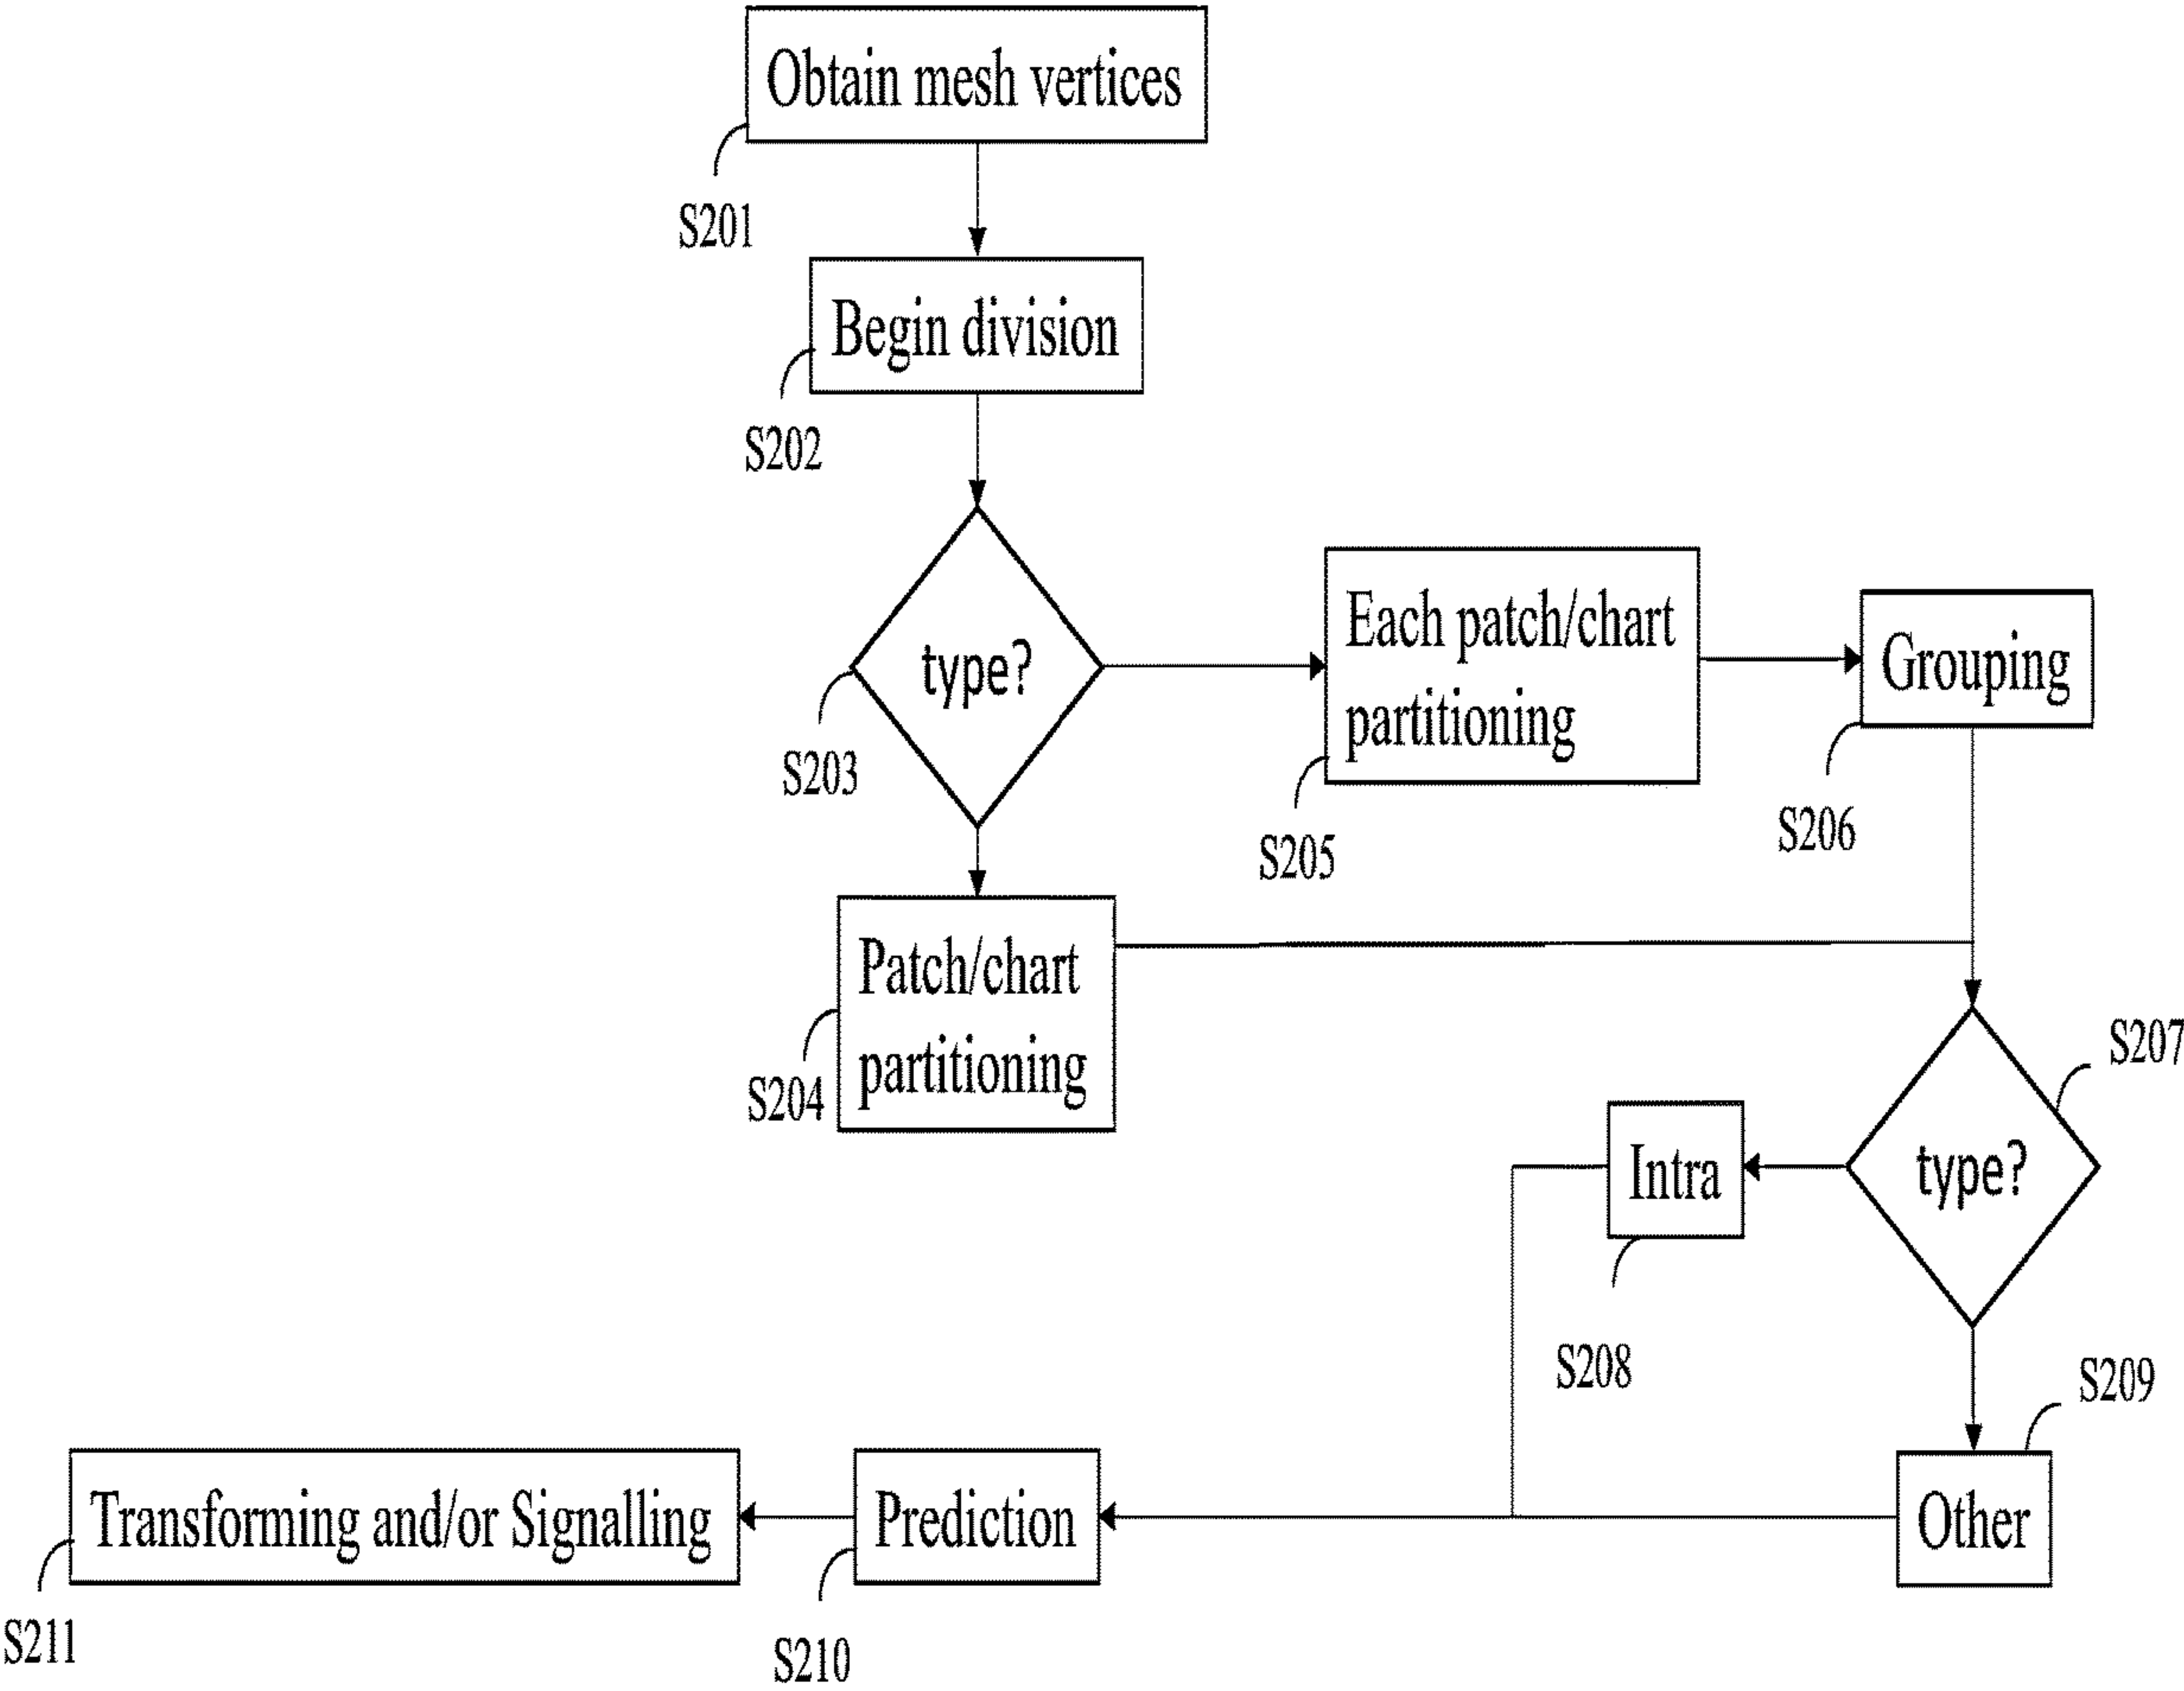 Obtain mesh vertices
S201
Begin division
S202
type?
S203
Each patch/chart
partitioning
S205
Grouping
S206
Patch/chart
partitioning
S204
S207
type?
Intra
S208
S209
Other
Prediction
S210
Transforming and/or Signalling
S211